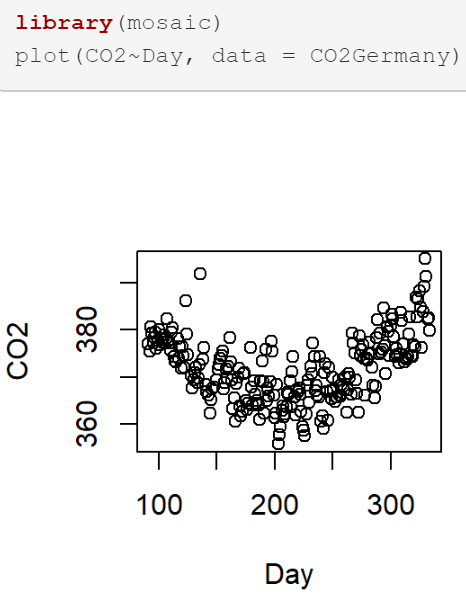 library(mosaic)
plot(CO2~Day, data = CO2Germany)
CO2
380
360
100 200 300
Day